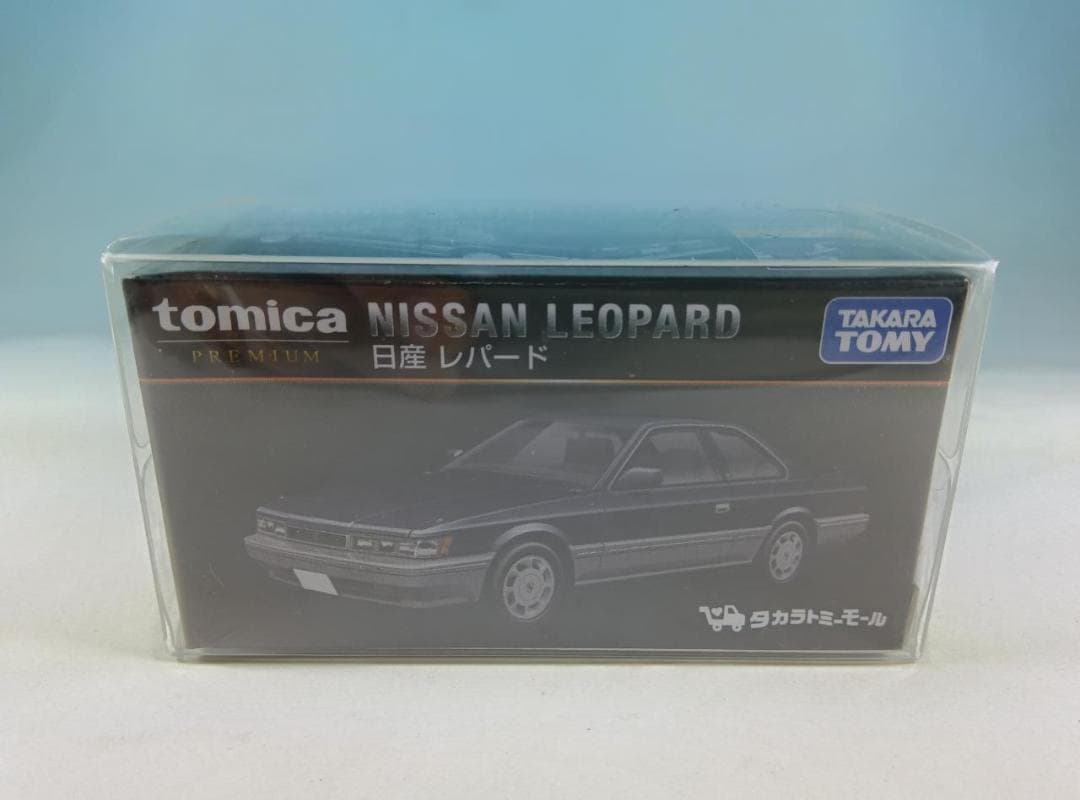 tomica
PREMIUM
NISSAN LEOPARD
日産 レパード
TAKARA
TOMY
タカラトミーモール